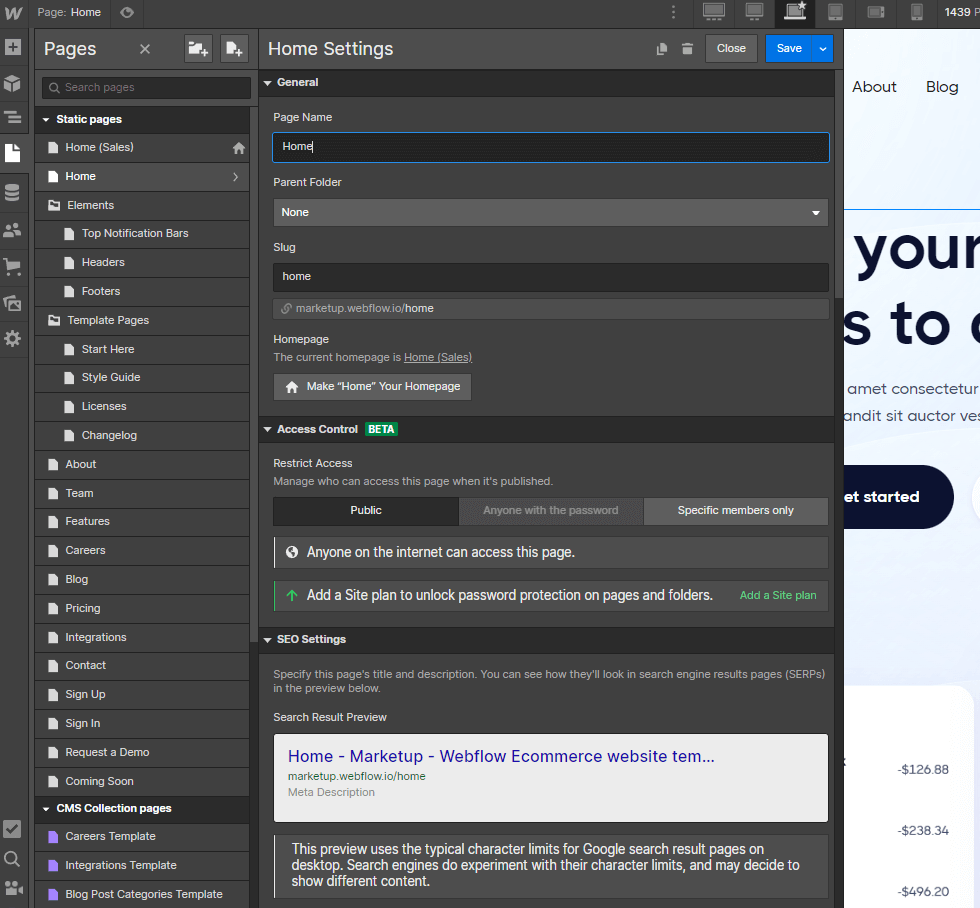 Page: Home
1439 P
Pages
Home Settings
Close
Save
Search pages
Static pages
Home (Sales)
Home
Elements
Top Notification Bars
Headers
Footers
Template Pages
Start Here
Style Guide
Licenses
Changelog
About
Team
Features
Careers
Blog
Pricing
Integrations
Contact
Sign Up
Sign In
Request a Demo
Coming Soon
CMS Collection pages
Careers Template
Integrations Template
Blog Post Categories Template
General
Page Name
Home
Parent Folder
None
Slug
home
marketup.webflow.io/home
Homepage
The current homepage is Home (Sales)
Make “Home” Your Homepage
Access Control BETA
Restrict Access
Manage who can access this page when it's published.
Public
Anyone with the password
Specific members only
Anyone on the internet can access this page.
Add a Site plan to unlock password protection on pages and folders.
Add a Site plan
SEO Settings
Specify this page's title and description. You can see how they'll look in search engine results pages (SERPs)
in the preview below.
Search Result Preview
Home - Marketup - Webflow Ecommerce website tem...
marketup.webflow.io/home
Meta Description
This preview uses the typical character limits for Google search result pages on
desktop. Search engines do experiment with their character limits, and may decide to
show different content.
About
Blog
your
s to
amet consectetur
andit sit auctor ves
et started
-$126.88
-$238.34
-$496.20